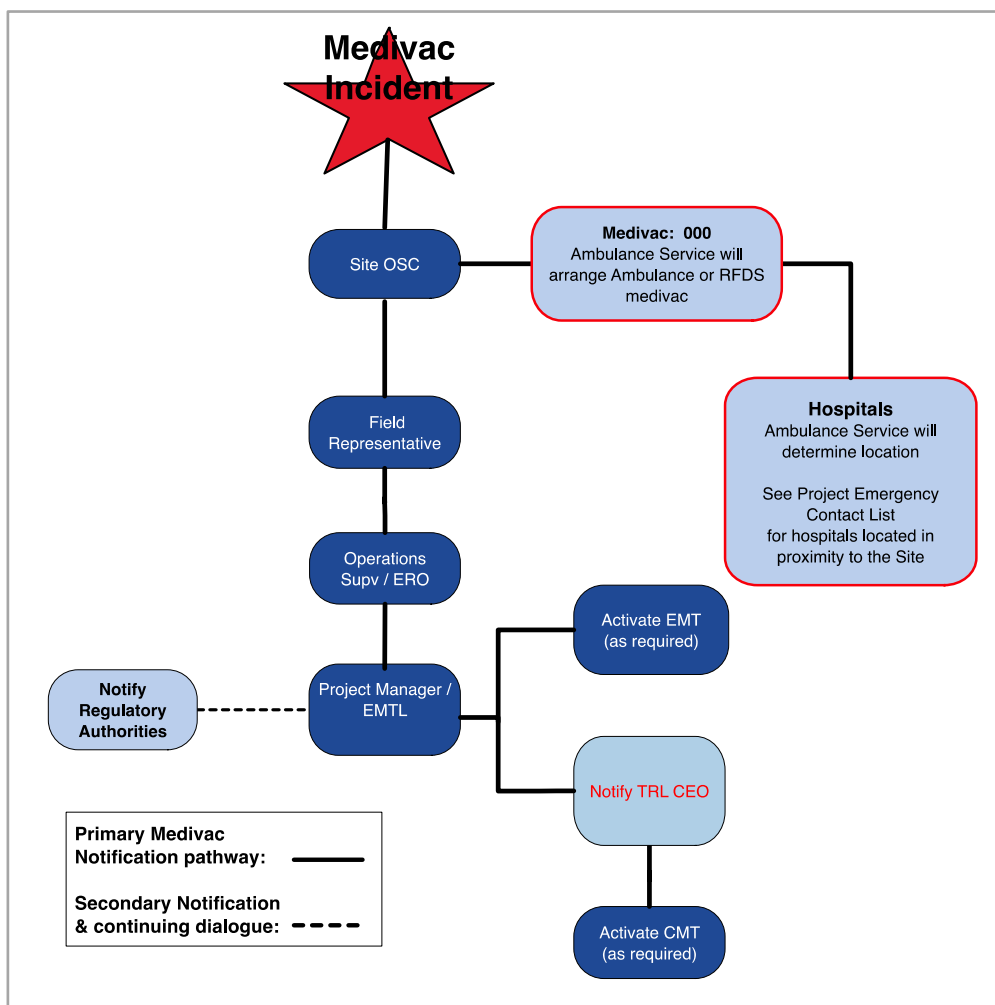 Medivac
Incident
Site OSC
Medivac: 000
Ambulance Service will
arrange Ambulance or RFDS
medivac
Field
Representative
Hospitals
Ambulance Service will
determine location
See Project Emergency
Contact List
for hospitals located in
proximity to the Site
Operations
Supv / ERO
Activate EMT
(as required)
Notify
Regulatory
Authorities
Project Manager /
EMTL
Notify TRL CEO
Primary Medivac
Notification pathway:
Secondary Notification
& continuing dialogue:
Activate CMT
(as required)